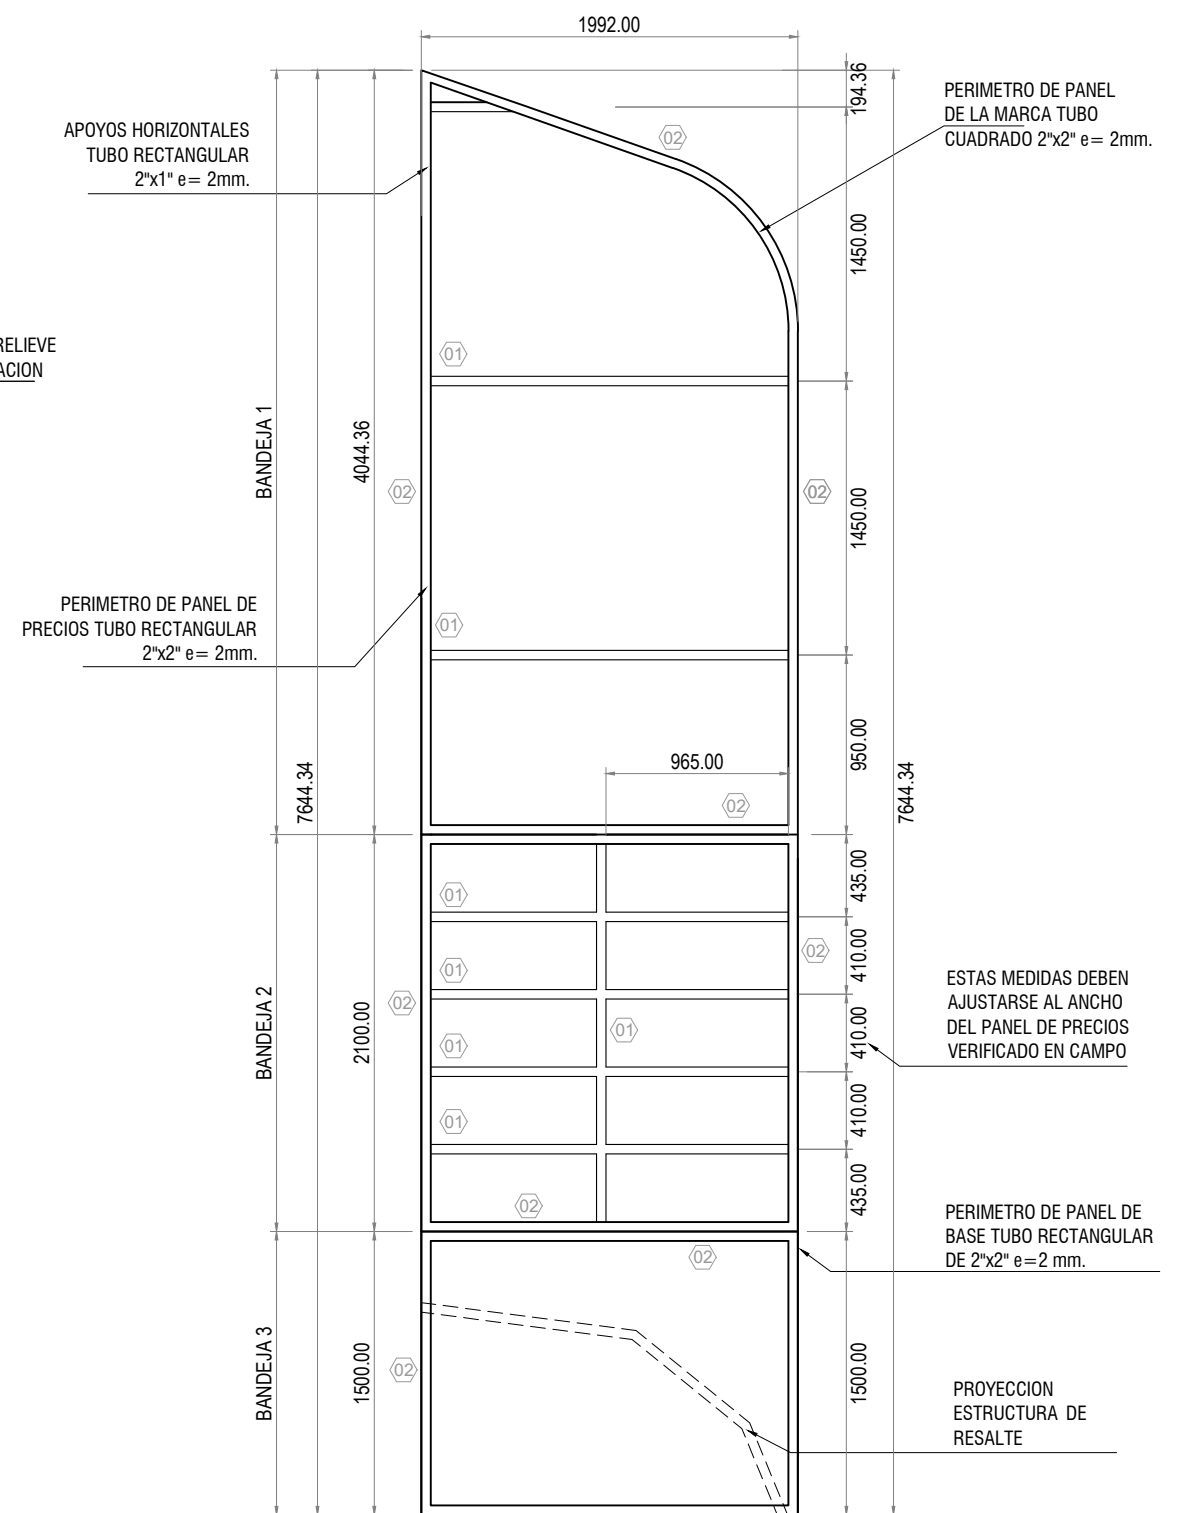 1992.00
194.36
PERIMETRO DE PANEL
DE LA MARCA TUBO
CUADRADO 2"x2" e= 2mm.
APOYOS HORIZONTALES
TUBO RECTANGULAR
2"x1" e= 2mm.
02
1450.00
RELIEVE
ACION
01
BANDEJA 1
4044.36
02
02
1450.00
PERIMETRO DE PANEL DE
PRECIOS TUBO RECTANGULAR
2"x2" e= 2mm.
01
7644.34
965.00
950.00
7644.34
02
01
435.00
02
01
410.00
ESTAS MEDIDAS DEBEN
AJUSTARSE AL ANCHO
DEL PANEL DE PRECIOS
VERIFICADO EN CAMPO
BANDEJA 2
2100.00
02
01
01
410.00
01
410.00
02
435.00
PERIMETRO DE PANEL DE
BASE TUBO RECTANGULAR
DE 2"x2" e=2 mm.
02
BANDEJA 3
1500.00
02
1500.00
PROYECCION
ESTRUCTURA DE
RESALTE